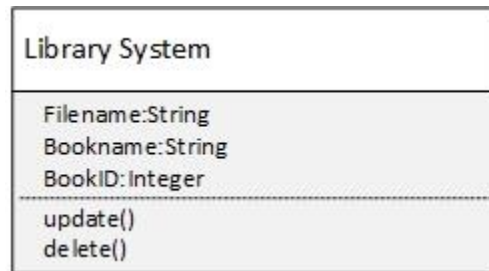 Library System
Filename:String
Bookname:String
BookID:Integer
update()
delete()